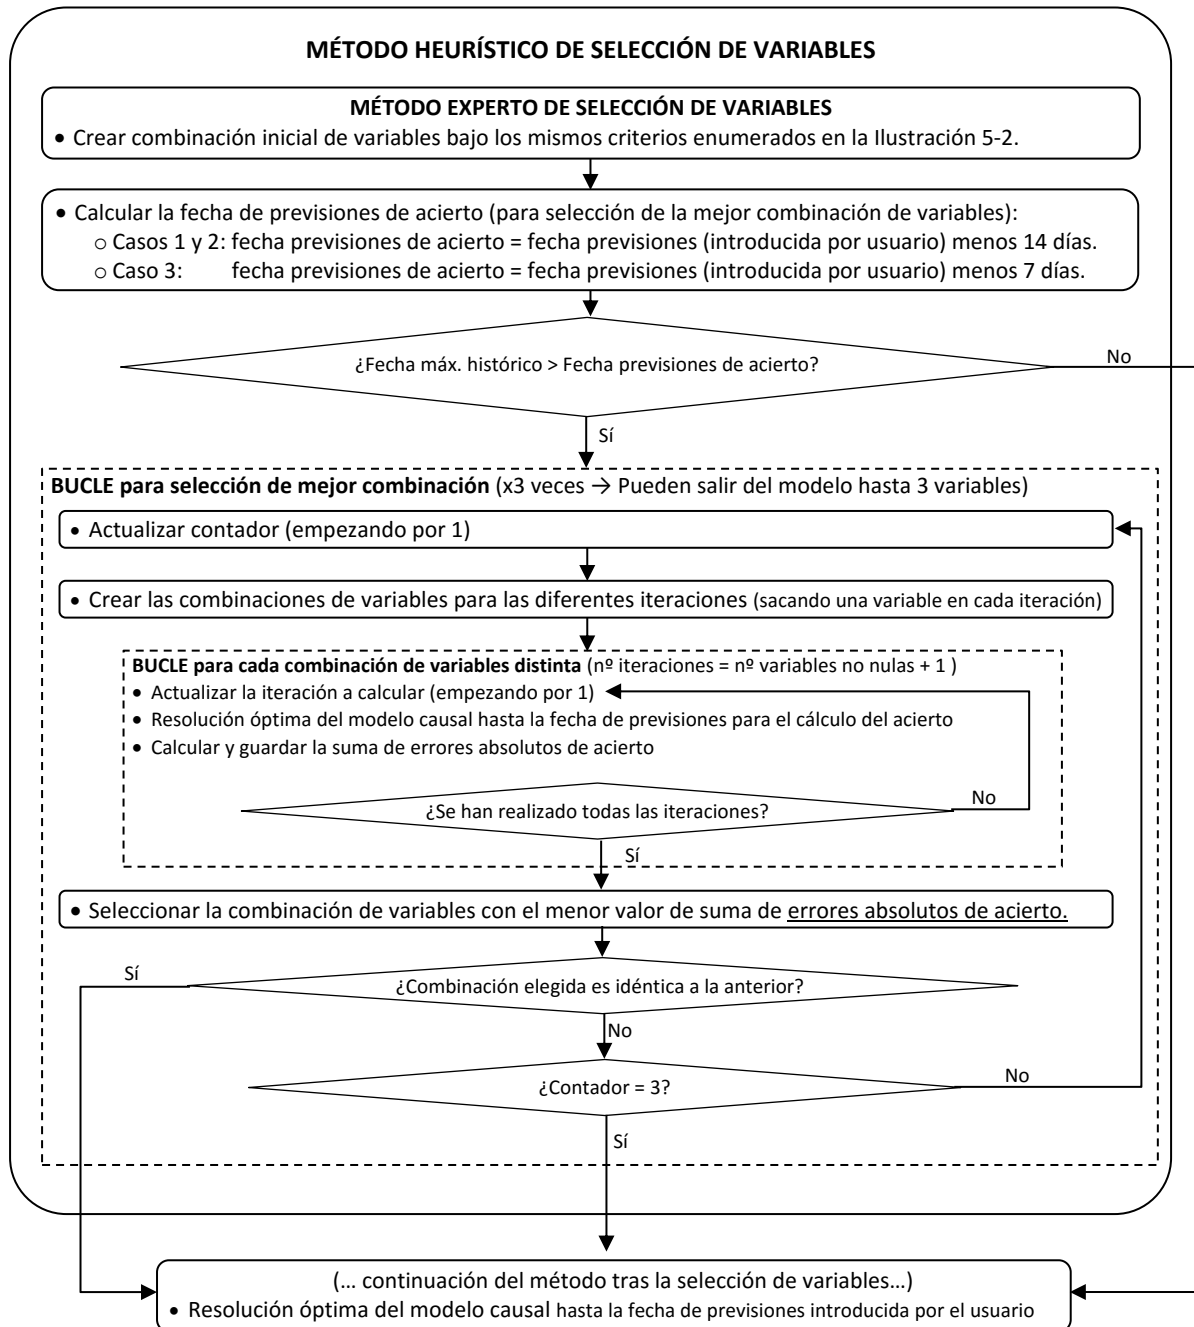 MÉTODO HEURÍSTICO DE SELECCIÓN DE VARIABLES
MÉTODO EXPERTO DE SELECCIÓN DE VARIABLES
• Crear combinación inicial de variables bajo los mismos criterios enumerados en la Ilustración 5-2.
• Calcular la fecha de previsiones de acierto (para selección de la mejor combinación de variables):
o Casos 1 y 2: fecha previsiones de acierto = fecha previsiones (introducida por usuario) menos 14 días.
o Caso 3: fecha previsiones de acierto = fecha previsiones (introducida por usuario) menos 7 días.
¿Fecha máx. histórico > Fecha previsiones de acierto?
No
Sí
BUCLE para selección de mejor combinación (x3 veces → Pueden salir del modelo hasta 3 variables)
• Actualizar contador (empezando por 1)
• Crear las combinaciones de variables para las diferentes iteraciones (sacando una variable en cada iteración)
BUCLE para cada combinación de variables distinta (nº iteraciones = nº variables no nulas + 1 )
• Actualizar la iteración a calcular (empezando por 1)
• Resolución óptima del modelo causal hasta la fecha de previsiones para el cálculo del acierto
• Calcular y guardar la suma de errores absolutos de acierto
¿Se han realizado todas las iteraciones?
No
Sí
• Seleccionar la combinación de variables con el menor valor de suma de errores absolutos de acierto.
Sí
¿Combinación elegida es idéntica a la anterior?
No
¿Contador = 3?
No
Sí
(... continuación del método tras la selección de variables...)
• Resolución óptima del modelo causal hasta la fecha de previsiones introducida por el usuario